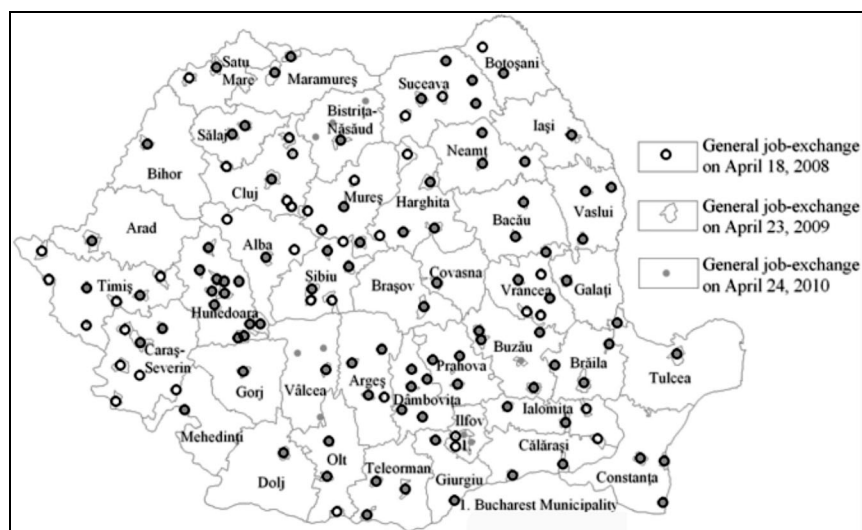 Satu
Mare
Maramureş
Botoşani
Suceava
Bistriţa-
Năsăud
Sălaj
Iaşi
Neamţ
Bihor
Cluj
Mureş
Harghita
Bacău
Vaslui
Arad
Alba
Timiş
Hunedoara
Sibiu
Braşov
Covasna
Vrancea
Galaţi
Caraş-
Severin
Gorj
Vâlcea
Argeş
Prahova
Dâmboviţa
Buzău
Brăila
Tulcea
Mehedinţi
Dolj
Olt
Teleorman
Ilfov
1.
Giurgiu
Ialomiţa
Călăraşi
Constanţa
1. Bucharest Municipality
General job-exchange
on April 18, 2008
General job-exchange
on April 23, 2009
General job-exchange
on April 24, 2010